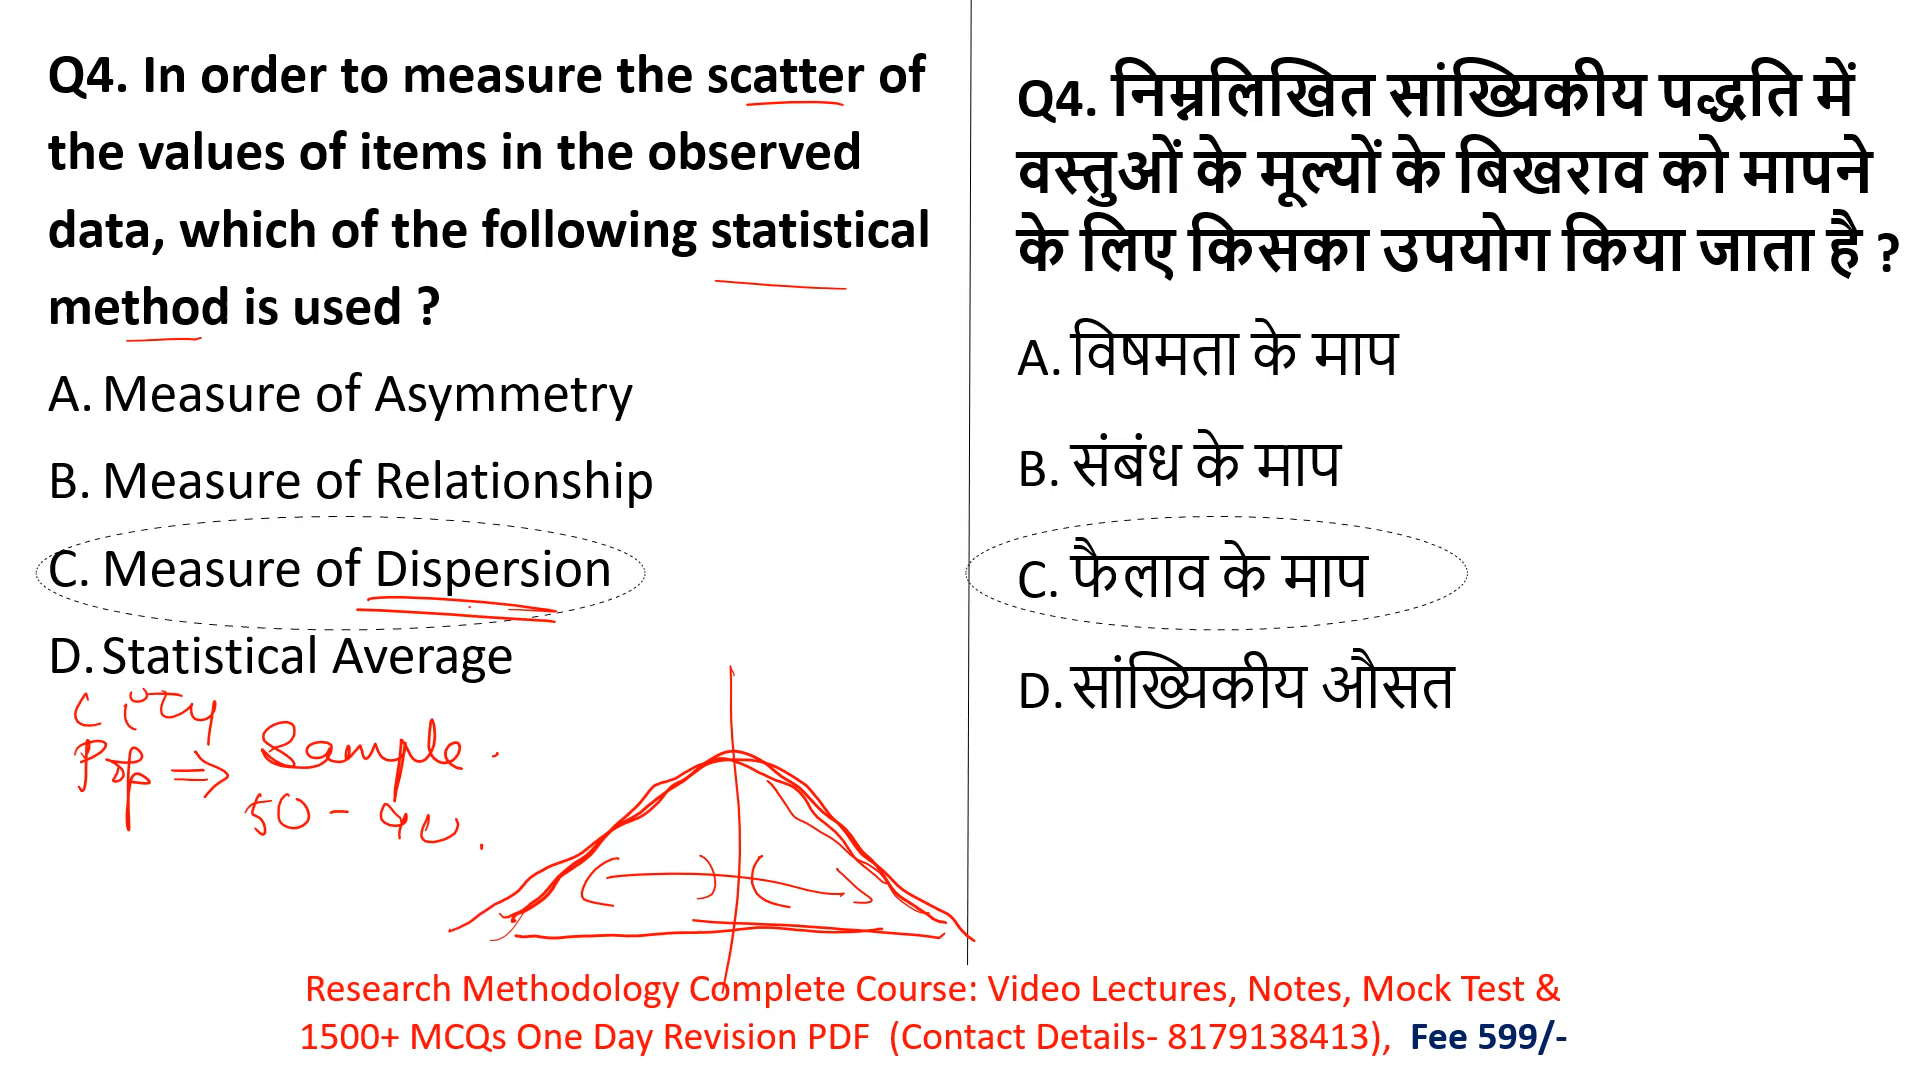 Q4. In order to measure the scatter of
the values of items in the observed
data, which of the following statistical
method is used ?
A. Measure of Asymmetry
B. Measure of Relationship
C. Measure of Dispersion
D. Statistical Average
City
Pop ⇒ Sample.
50-90.
Q4. निम्नलिखित सांख्यिकीय पद्धति में
वस्तुओं के मूल्यों के बिखराव को मापने
के लिए किसका उपयोग किया जाता है ?
A. विषमता के माप
B. संबंध के माप
C. फैलाव के माप
D. सांख्यिकीय औसत
Research Methodology Complete Course: Video Lectures, Notes, Mock Test &
1500+ MCQs One Day Revision PDF (Contact Details- 8179138413), Fee 599/-